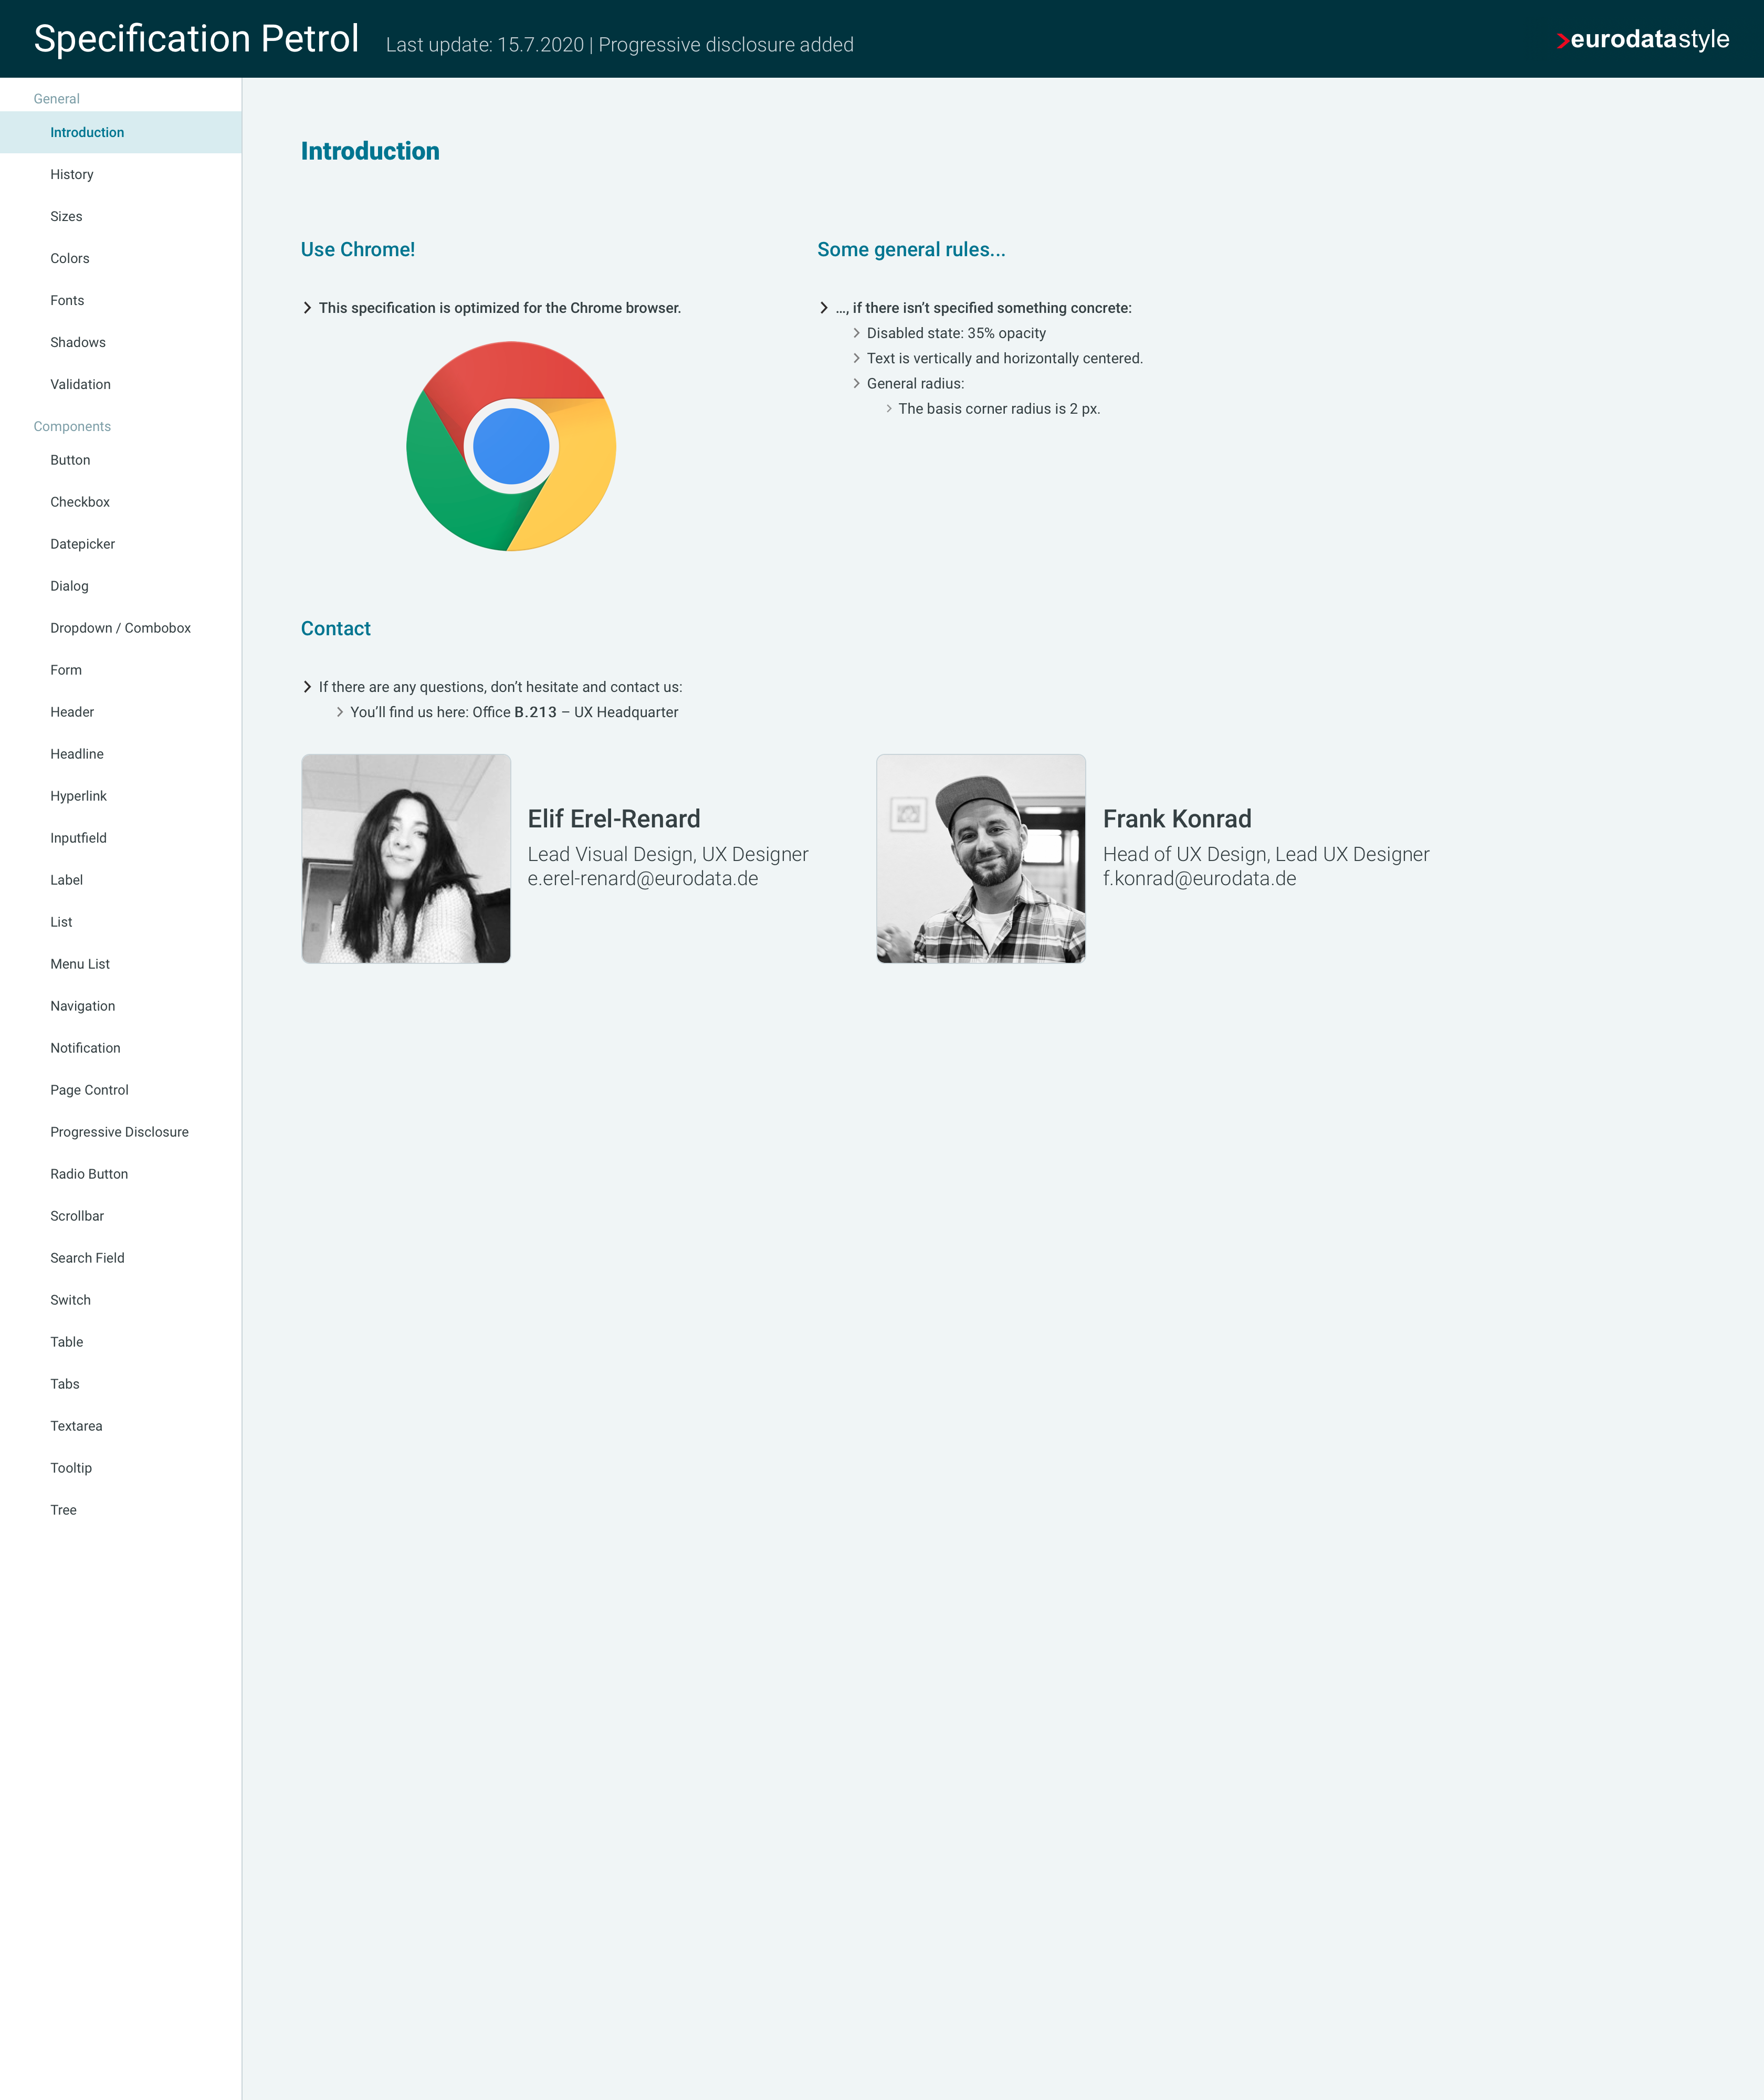 Specification Petrol
Last update: 15.7.2020 | Progressive disclosure added
eurodatastyle
General
Introduction
History
Sizes
Colors
Fonts
Shadows
Validation
Components
Button
Checkbox
Datepicker
Dialog
Dropdown / Combobox
Form
Header
Headline
Hyperlink
Inputfield
Label
List
Menu List
Navigation
Notification
Page Control
Progressive Disclosure
Radio Button
Scrollbar
Search Field
Switch
Table
Tabs
Textarea
Tooltip
Tree
Introduction
Use Chrome!
This specification is optimized for the Chrome browser.
Some general rules...
..., if there isn’t specified something concrete:
Disabled state: 35% opacity
Text is vertically and horizontally centered.
General radius:
The basis corner radius is 2 px.
Contact
If there are any questions, don’t hesitate and contact us:
You’ll find us here: Office B.213 – UX Headquarter
Elif Erel-Renard
Lead Visual Design, UX Designer
e.erel-renard@eurodata.de
Frank Konrad
Head of UX Design, Lead UX Designer
f.konrad@eurodata.de